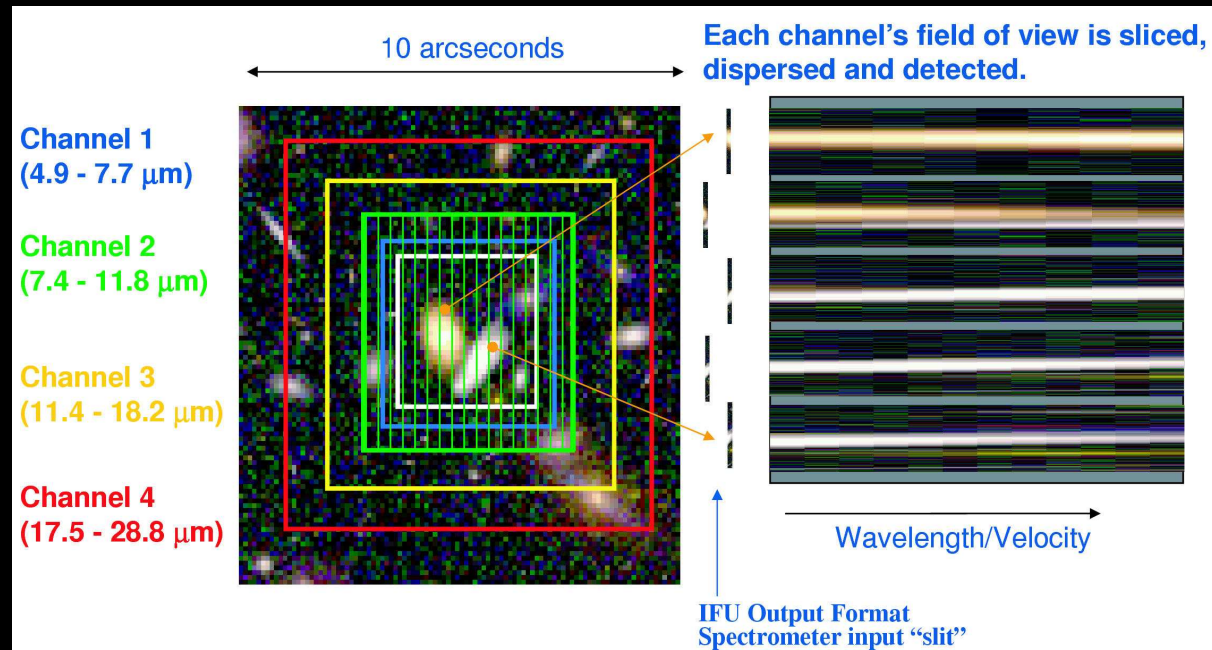 10 arcseconds
Each channel's field of view is sliced,
dispersed and detected.
Channel 1
(4.9 - 7.7 μm)
Channel 2
(7.4 - 11.8 μm)
Channel 3
(11.4 - 18.2 μm)
Channel 4
(17.5 - 28.8 μm)
Wavelength/Velocity
IFU Output Format
Spectrometer input “slit”